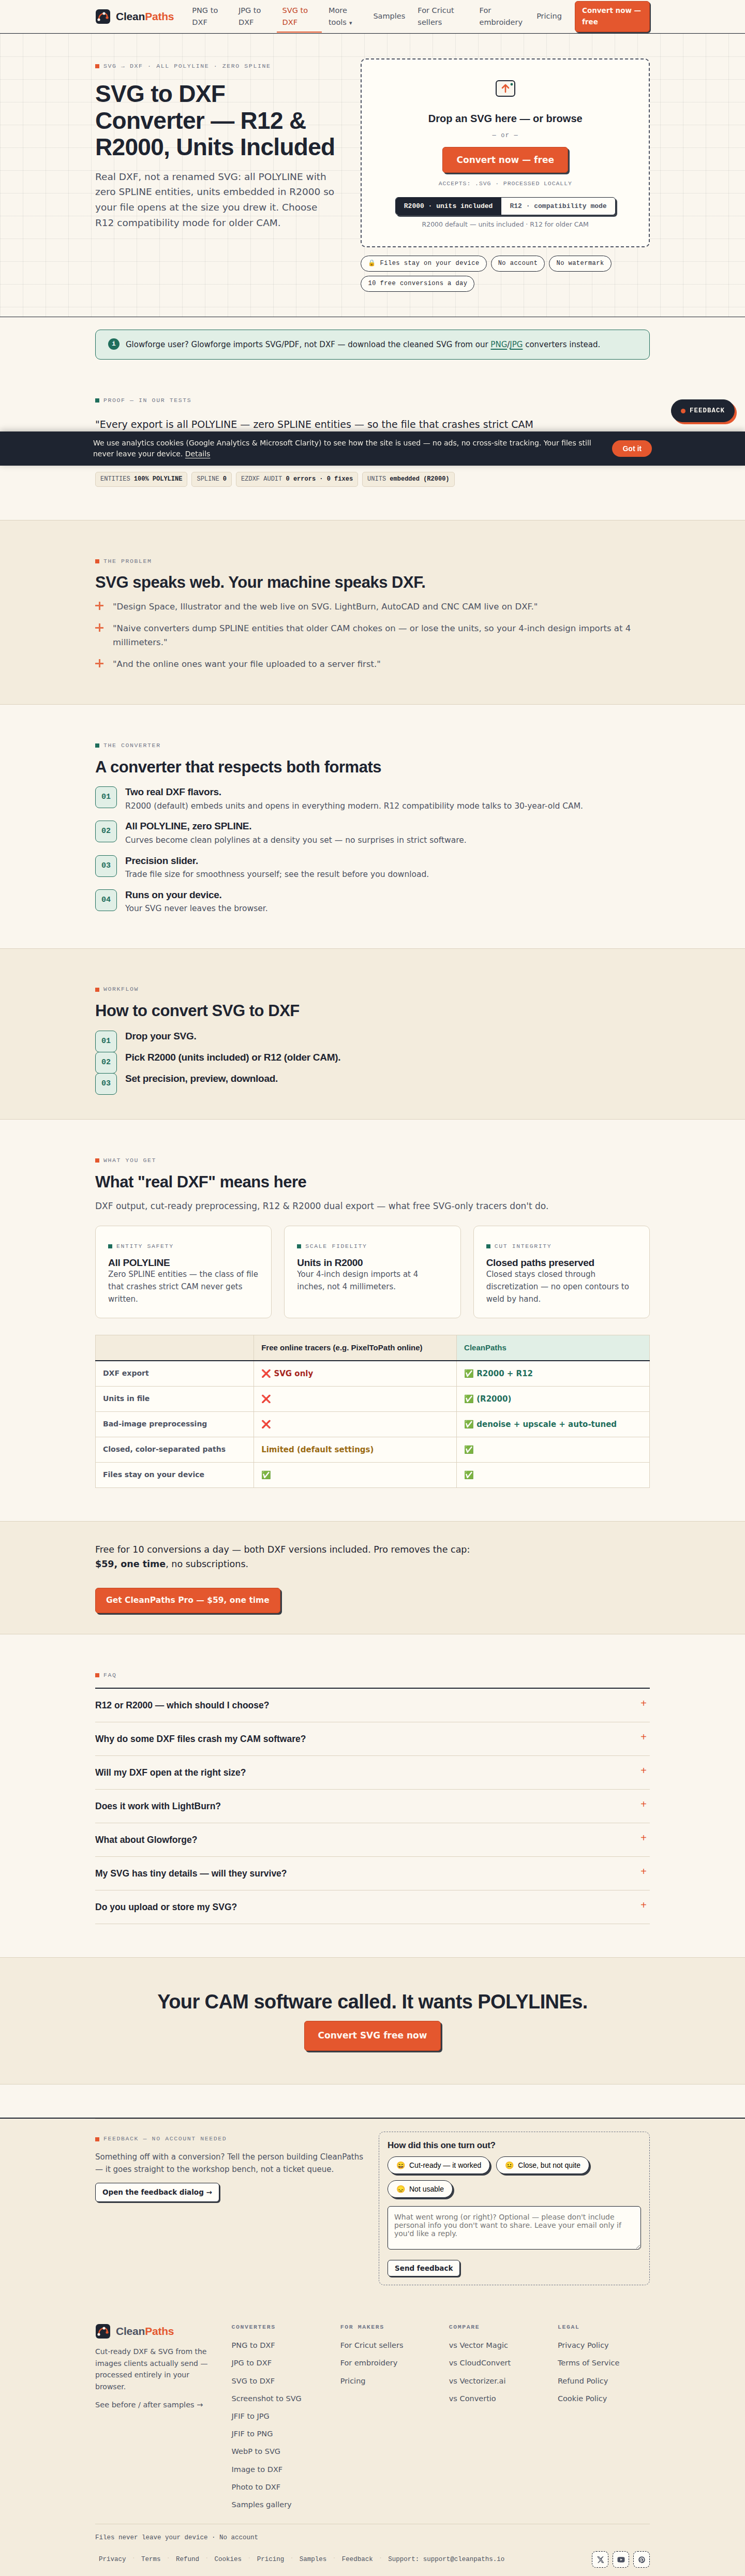 CleanPaths
PNG to DXF
JPG to DXF
SVG to DXF
More tools ▾
Samples
For Cricut sellers
For embroidery
Pricing
Convert now — free
SVG → DXF · ALL POLYLINE · ZERO SPLINE
SVG to DXF
Converter — R12 &
R2000, Units Included
Real DXF, not a renamed SVG: all POLYLINE with
zero SPLINE entities, units embedded in R2000 so
your file opens at the size you drew it. Choose
R12 compatibility mode for older CAM.
Drop an SVG here — or browse
— or —
Convert now — free
ACCEPTS: .SVG · PROCESSED LOCALLY
R2000 · units included
R12 · compatibility mode
R2000 default — units included · R12 for older CAM
🔒 Files stay on your device
No account
No watermark
10 free conversions a day
i Glowforge user? Glowforge imports SVG/PDF, not DXF — download the cleaned SVG from our PNG/JPG converters instead.
PROOF — IN OUR TESTS
FEEDBACK
"Every export is all POLYLINE — zero SPLINE entities — so the file that crashes strict CAM
We use analytics cookies (Google Analytics & Microsoft Clarity) to see how the site is used — no ads, no cross-site tracking. Your files still
never leave your device. Details
Got it
ENTITIES 100% POLYLINE
SPLINE 0
EZDXF AUDIT 0 errors · 0 fixes
UNITS embedded (R2000)
THE PROBLEM
SVG speaks web. Your machine speaks DXF.
"Design Space, Illustrator and the web live on SVG. LightBurn, AutoCAD and CNC CAM live on DXF."
"Naive converters dump SPLINE entities that older CAM chokes on — or lose the units, so your 4-inch design imports at 4
millimeters."
"And the online ones want your file uploaded to a server first."
THE CONVERTER
A converter that respects both formats
01 Two real DXF flavors.
R2000 (default) embeds units and opens in everything modern. R12 compatibility mode talks to 30-year-old CAM.
02 All POLYLINE, zero SPLINE.
Curves become clean polylines at a density you set — no surprises in strict software.
03 Precision slider.
Trade file size for smoothness yourself; see the result before you download.
04 Runs on your device.
Your SVG never leaves the browser.
WORKFLOW
How to convert SVG to DXF
01 Drop your SVG.
02 Pick R2000 (units included) or R12 (older CAM).
03 Set precision, preview, download.
WHAT YOU GET
What "real DXF" means here
DXF output, cut-ready preprocessing, R12 & R2000 dual export — what free SVG-only tracers don't do.
ENTITY SAFETY
All POLYLINE
Zero SPLINE entities — the class of file
that crashes strict CAM never gets
written.
SCALE FIDELITY
Units in R2000
Your 4-inch design imports at 4
inches, not 4 millimeters.
CUT INTEGRITY
Closed paths preserved
Closed stays closed through
discretization — no open contours to
weld by hand.
Free online tracers (e.g. PixelToPath online)
CleanPaths
DXF export
❌ SVG only
✅ R2000 + R12
Units in file
❌
✅ (R2000)
Bad-image preprocessing
❌
✅ denoise + upscale + auto-tuned
Closed, color-separated paths
Limited (default settings)
✅
Files stay on your device
✅
✅
Free for 10 conversions a day — both DXF versions included. Pro removes the cap:
$59, one time, no subscriptions.
Get CleanPaths Pro — $59, one time
FAQ
R12 or R2000 — which should I choose? +
Why do some DXF files crash my CAM software? +
Will my DXF open at the right size? +
Does it work with LightBurn? +
What about Glowforge? +
My SVG has tiny details — will they survive? +
Do you upload or store my SVG? +
Your CAM software called. It wants POLYLINEs.
Convert SVG free now
FEEDBACK — NO ACCOUNT NEEDED
Something off with a conversion? Tell the person building CleanPaths
— it goes straight to the workshop bench, not a ticket queue.
Open the feedback dialog →
How did this one turn out?
😄 Cut-ready — it worked
😐 Close, but not quite
😞 Not usable
What went wrong (or right)? Optional — please don't include
personal info you don't want to share. Leave your email only if
you'd like a reply.
Send feedback
CleanPaths
Cut-ready DXF & SVG from the
images clients actually send —
processed entirely in your
browser.
See before / after samples →
CONVERTERS
PNG to DXF
JPG to DXF
SVG to DXF
Screenshot to SVG
JFIF to JPG
JFIF to PNG
WebP to SVG
Image to DXF
Photo to DXF
Samples gallery
FOR MAKERS
For Cricut sellers
For embroidery
Pricing
COMPARE
vs Vector Magic
vs CloudConvert
vs Vectorizer.ai
vs Convertio
LEGAL
Privacy Policy
Terms of Service
Refund Policy
Cookie Policy
Files never leave your device · No account
Privacy
Terms
Refund
Cookies
Pricing
Samples
Feedback
Support: support@cleanpaths.io